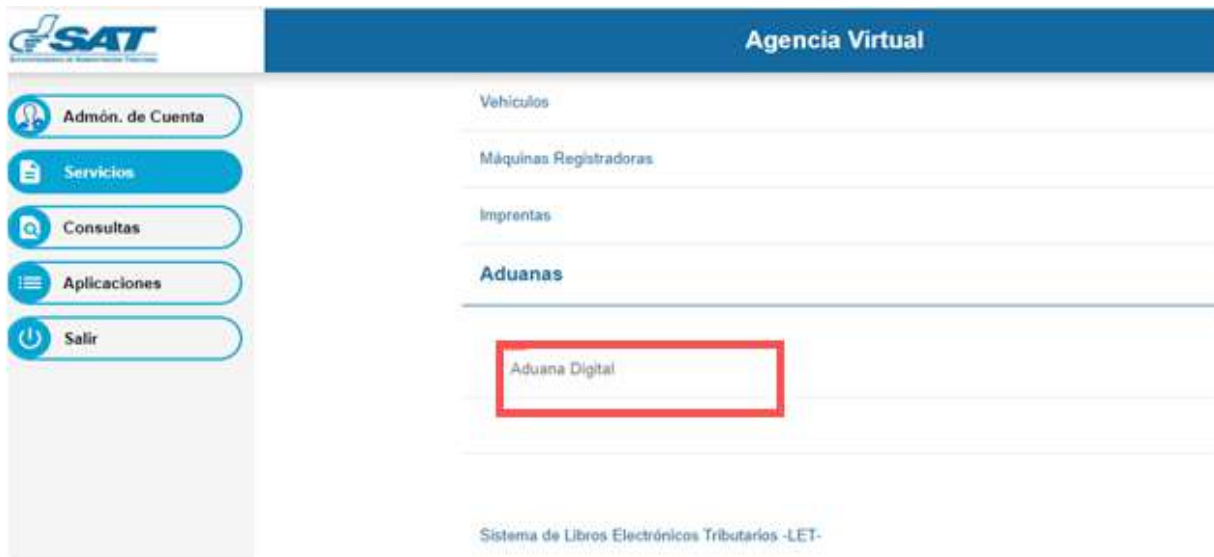 SAT
Agencia Virtual
Admón. de Cuenta
Servicios
Consultas
Aplicaciones
Salir
Vehículos
Máquinas Registradoras
Imprentas
Aduanas
Aduana Digital
Sistema de Libros Electrónicos Tributarios -LET-